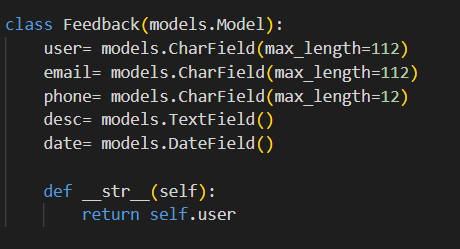 class Feedback(models.Model):
    user= models.CharField(max_length=112)
    email= models.CharField(max_length=112)
    phone= models.CharField(max_length=12)
    desc= models.TextField()
    date= models.DateField()

    def __str__(self):
        return self.user